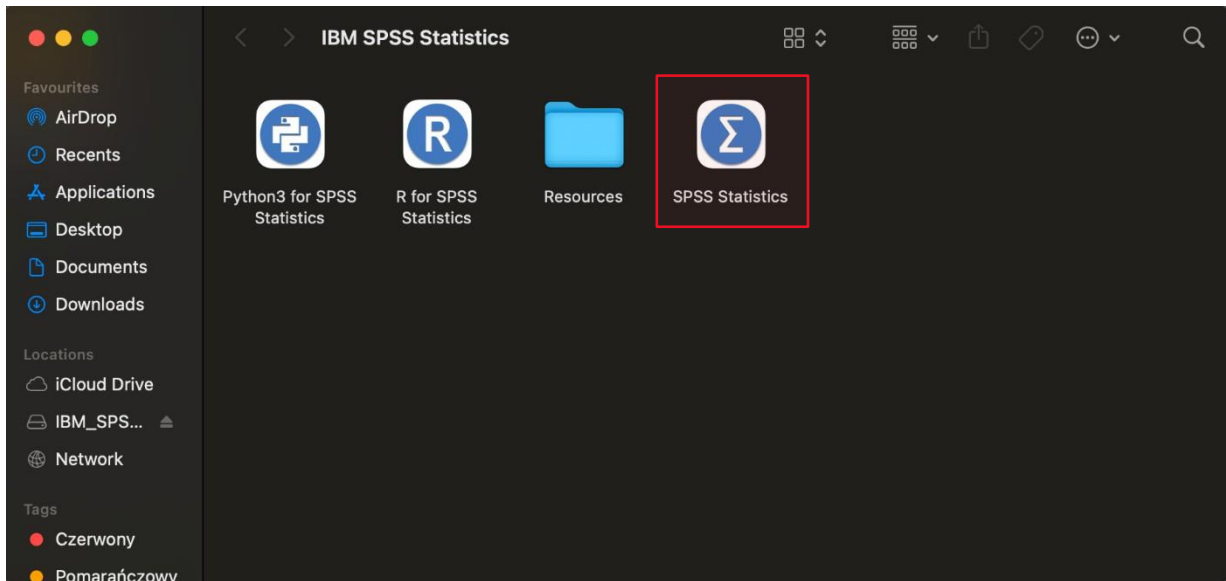 IBM SPSS Statistics
Favourites
AirDrop
Recents
Applications
Desktop
Documents
Downloads
Locations
iCloud Drive
IBM_SPS...
Network
Tags
Czerwony
Pomarańczowy
Python3 for SPSS
Statistics
R
R for SPSS
Statistics
Resources
Σ
SPSS Statistics